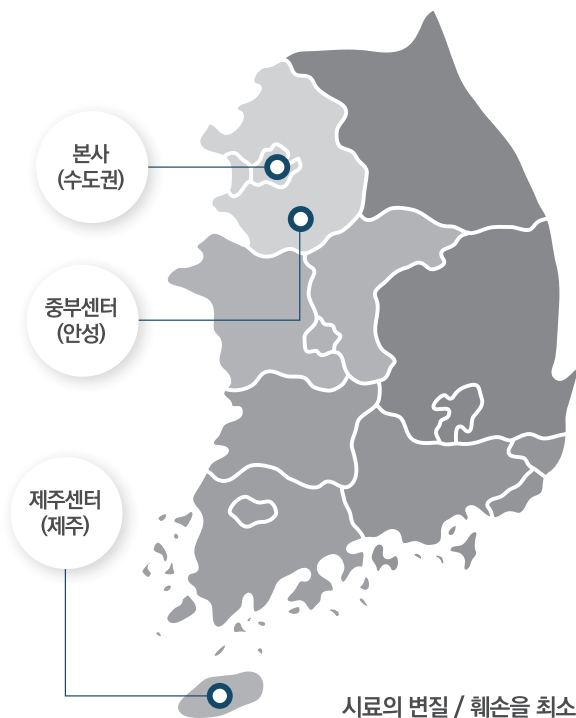 본사
(수도권)
중부센터
(안성)
제주센터
(제주)
시료의 변질 / 훼손을 최소